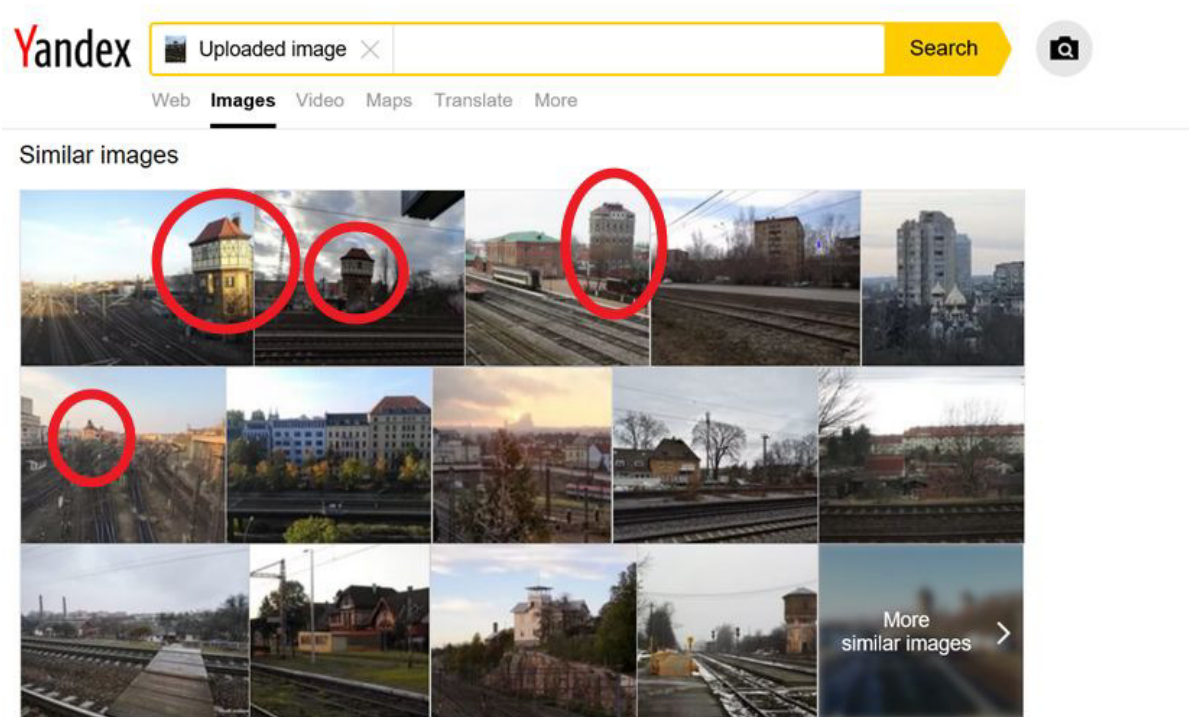 Yandex
Uploaded image
Search
Web Images Video Maps Translate More
Similar images
More
similar images